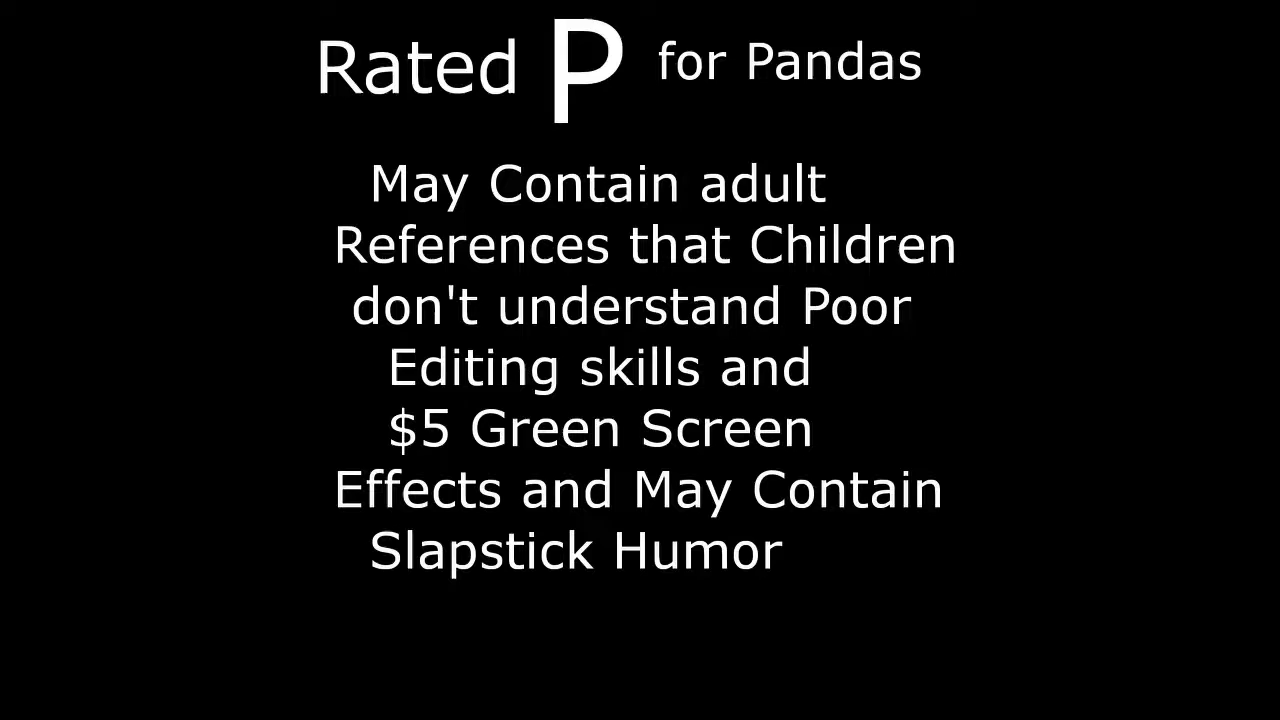 Rated P for Pandas
May Contain adult
References that Children
don't understand Poor
Editing skills and
$5 Green Screen
Effects and May Contain
Slapstick Humor